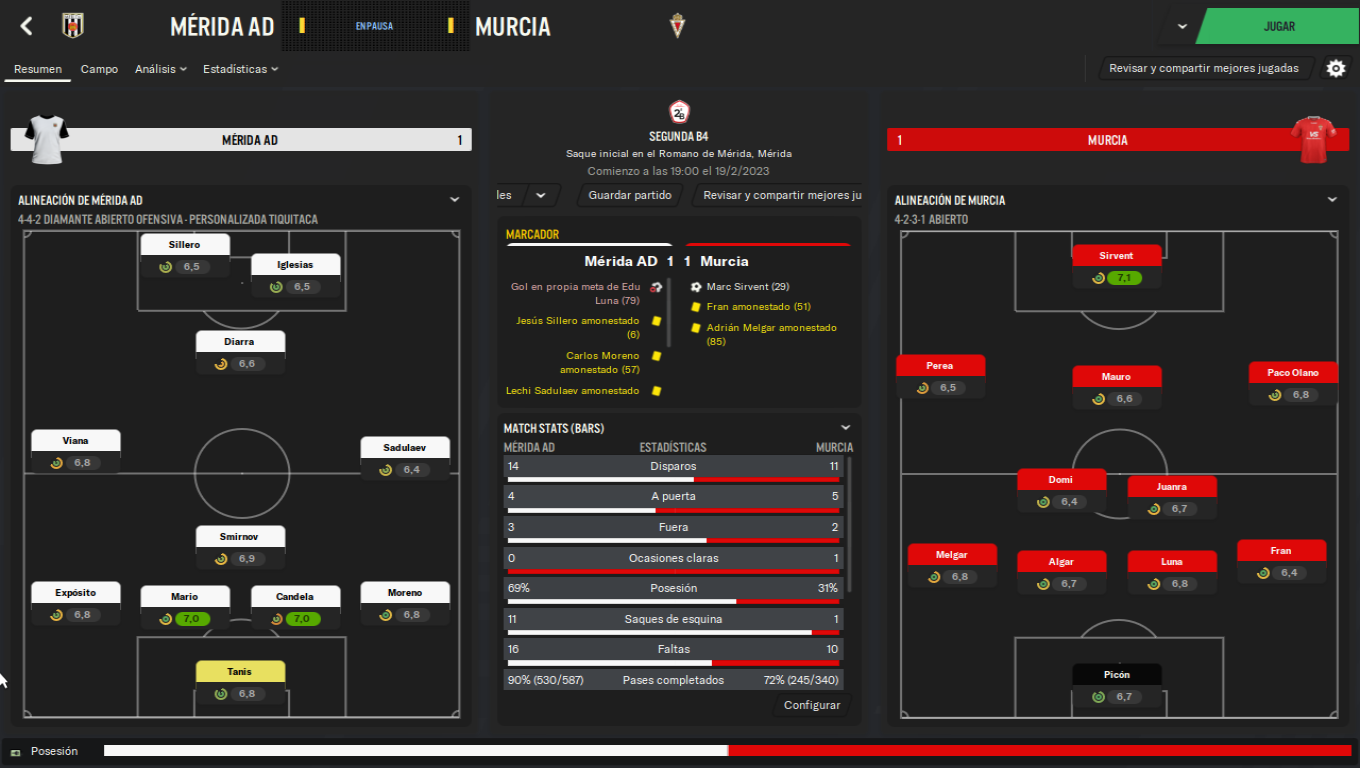 MÉRIDA AD
EN PAUSA
MURCIA
JUGAR
Resumen
Campo
Análisis
Estadísticas
Revisar y compartir mejores jugadas
MÉRIDA AD
1
ALINEACIÓN DE MÉRIDA AD
4-4-2 DIAMANTE ABIERTO OFENSIVA - PERSONALIZADA TIQUITACA
Sillero
6,5
Iglesias
6,5
Diarra
6,6
Viana
6,8
Sadulaev
6,4
Smirnov
6,9
Expósito
6,8
Mario
7,0
Candela
7,0
Moreno
6,8
Tanis
6,8
2ªB
SEGUNDA B4
Saque inicial en el Romano de Mérida, Mérida
Comienzo a las 19:00 el 19/2/2023
les
Guardar partido
Revisar y compartir mejores ju
MARCADOR
Mérida AD 1 1 Murcia
Gol en propia meta de Edu
Luna (79)
Jesús Sillero amonestado
(6)
Carlos Moreno
amonestado (57)
Lechi Sadulaev amonestado
Marc Sirvent (29)
Fran amonestado (51)
Adrián Melgar amonestado
(85)
MATCH STATS (BARS)
MÉRIDA AD ESTADÍSTICAS MURCIA
14 Disparos 11
4 A puerta 5
3 Fuera 2
0 Ocasiones claras 1
69% Posesión 31%
11 Saques de esquina 1
16 Faltas 10
90% (530/587) Pases completados 72% (245/340)
Configurar
1
MURCIA
VS
ALINEACIÓN DE MURCIA
4-2-3-1 ABIERTO
Sirvent
7,1
Perea
6,5
Mauro
6,6
Paco Olano
6,8
Domi
6,4
Juanra
6,7
Melgar
6,8
Algar
6,7
Luna
6,8
Fran
6,4
Picón
6,7
Posesión